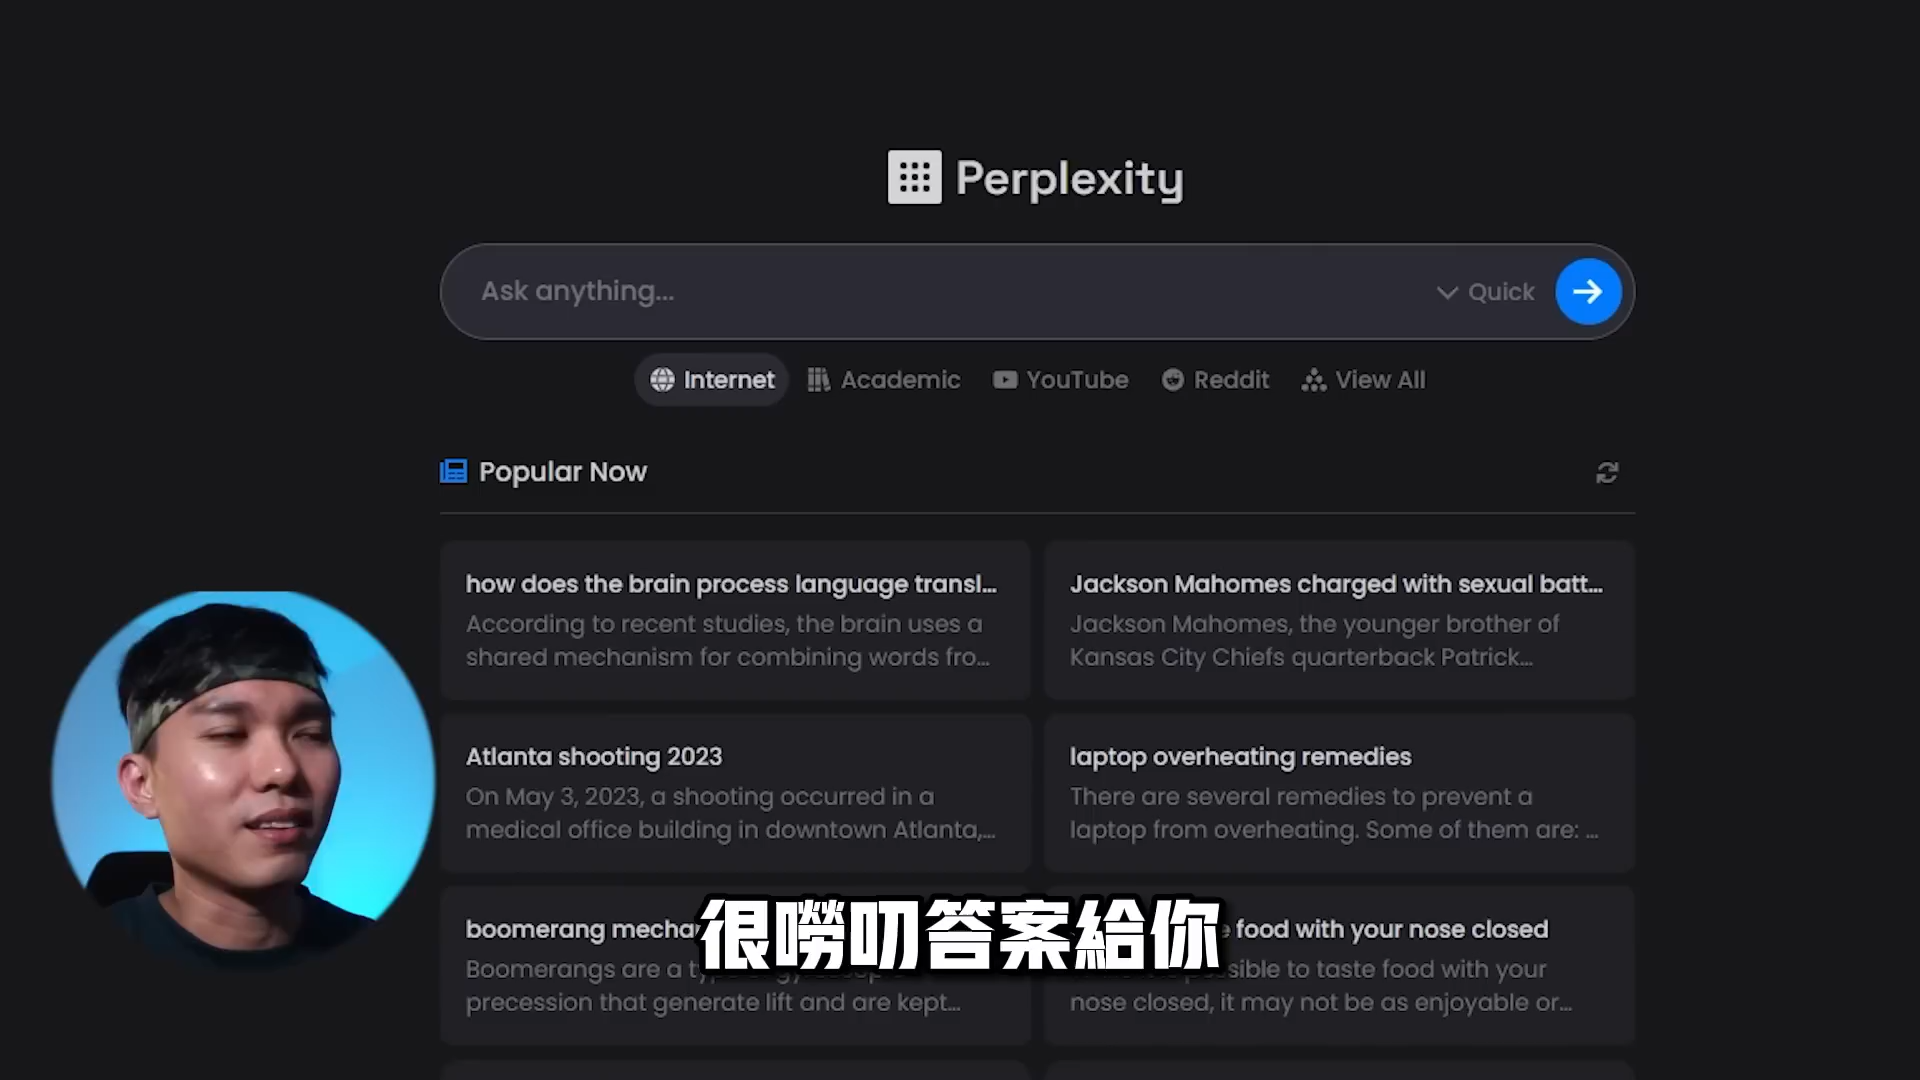 Perplexity
Ask anything...
Quick
Internet
Academic
YouTube
Reddit
View All
Popular Now
how does the brain process language transl...
According to recent studies, the brain uses a
shared mechanism for combining words fro...
Jackson Mahomes charged with sexual batt...
Jackson Mahomes, the younger brother of
Kansas City Chiefs quarterback Patrick...
Atlanta shooting 2023
On May 3, 2023, a shooting occurred in a
medical office building in downtown Atlanta,...
laptop overheating remedies
There are several remedies to prevent a
laptop from overheating. Some of them are: ...
boomerang
Boomerangs are a
precession that generate lift and are kept...
food with your nose closed
to taste food with your
nose closed, it may not be as enjoyable or...
很嘮叨答案給你